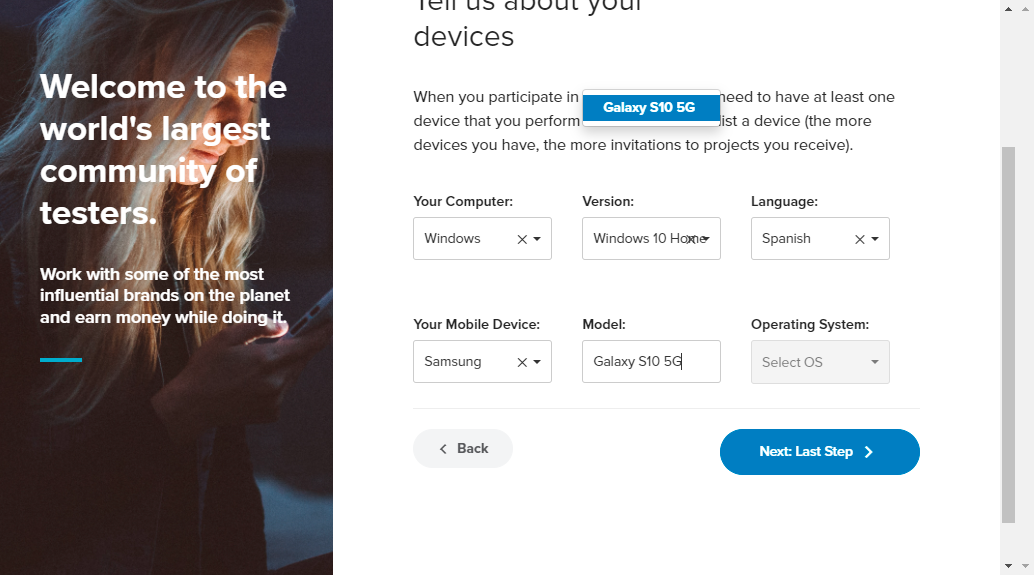 Welcome to the
world's largest
community of
testers.
Work with some of the most
influential brands on the planet
and earn money while doing it.
Tell us about your
devices
When you participate in
Galaxy S10 5G
need to have at least one
device that you perform
list a device (the more
devices you have, the more invitations to projects you receive).
Your Computer:
Version:
Language:
Windows
Windows 10 Home
Spanish
Your Mobile Device:
Model:
Operating System:
Samsung
Galaxy S10 5G
Select OS
Back
Next: Last Step